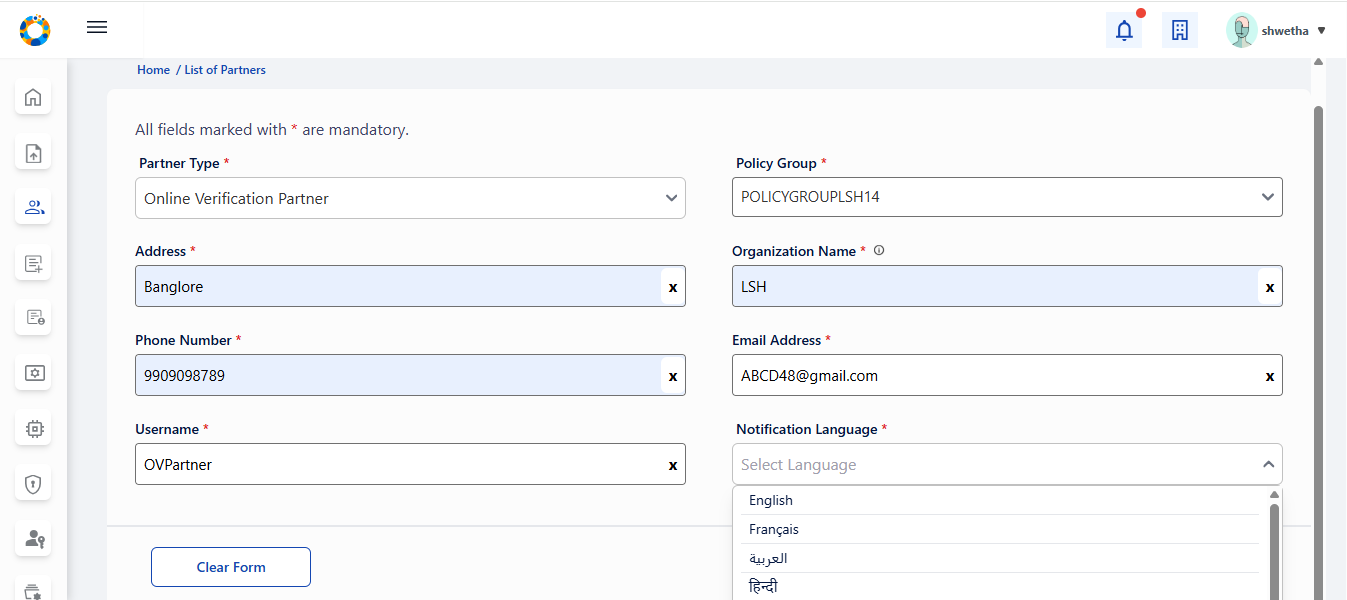 shwetha ▼
Home / List of Partners
All fields marked with * are mandatory.
Partner Type *
Policy Group *
Online Verification Partner
POLICYGROUPLSH14
Address *
Organization Name *
Banglore x
LSH x
Phone Number *
Email Address *
9909098789 x
ABCD48@gmail.com x
Username *
Notification Language *
OVPartner x
Select Language
English
Français
العربية
हिन्दी
Clear Form